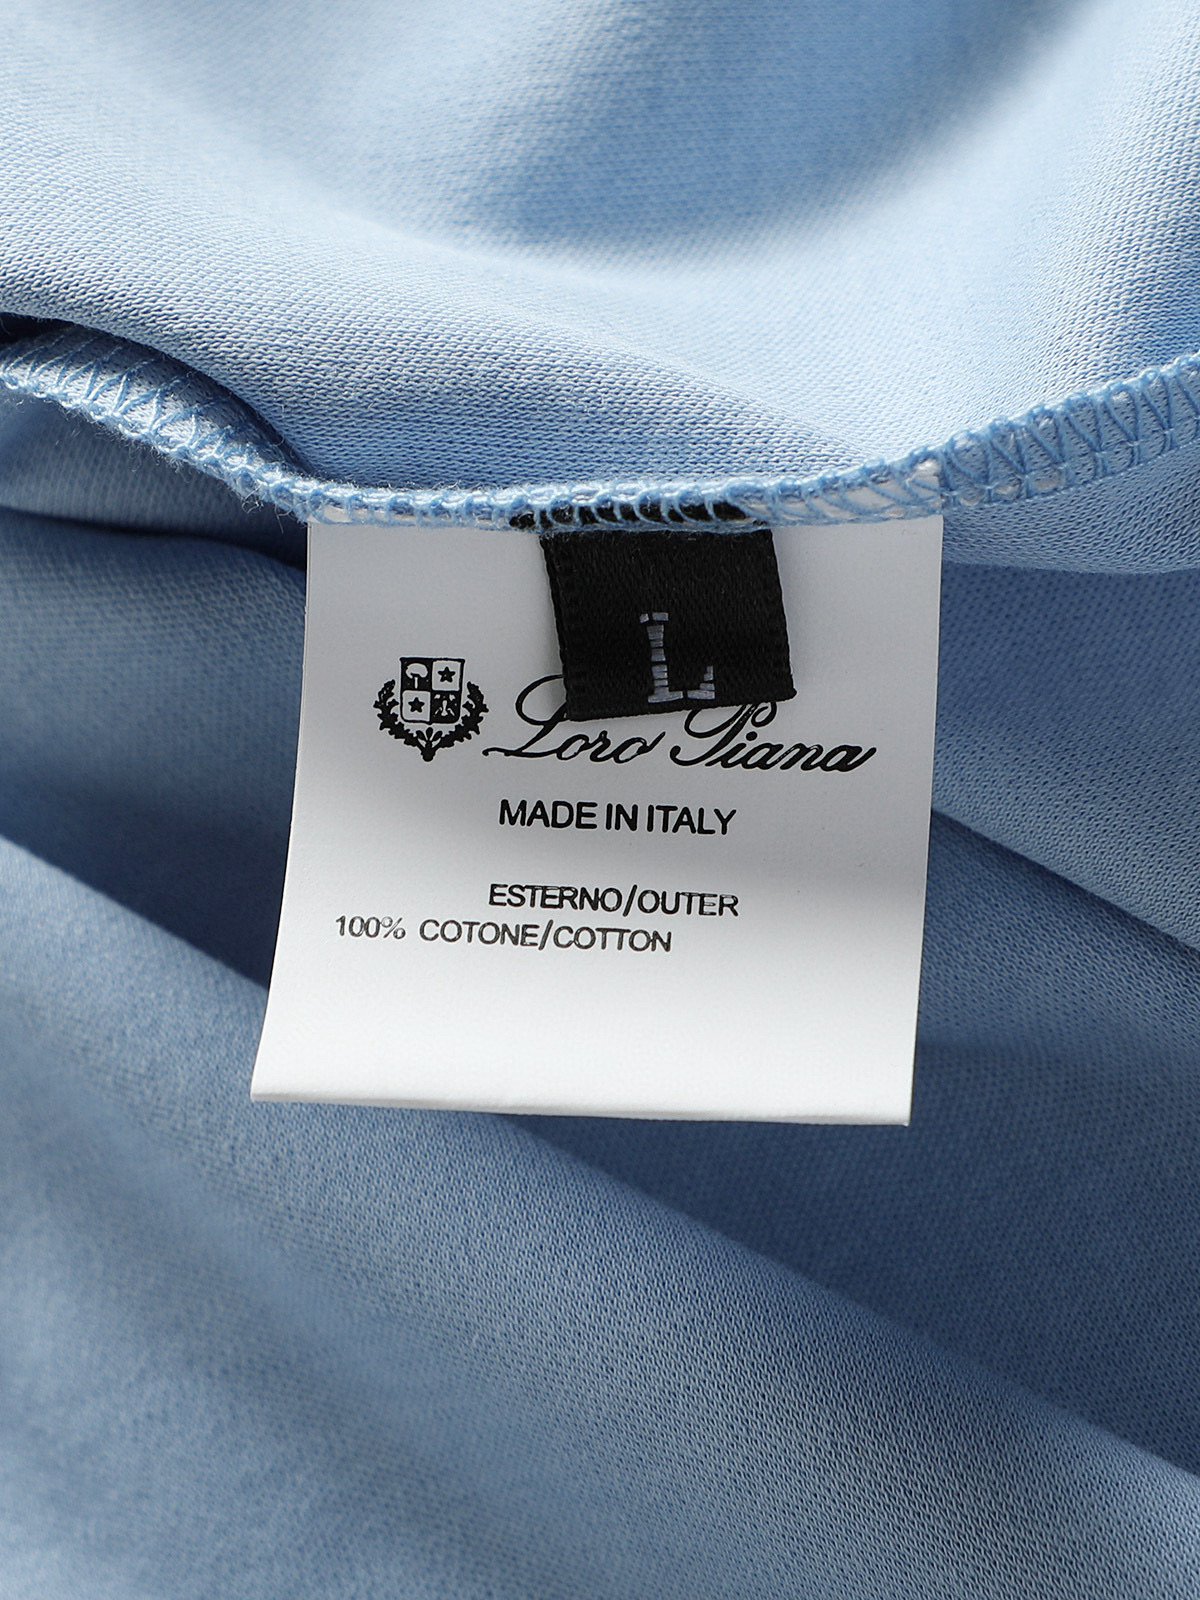 L
Loro Piana
MADE IN ITALY
ESTERNO/OUTER
100% COTONE/COTTON